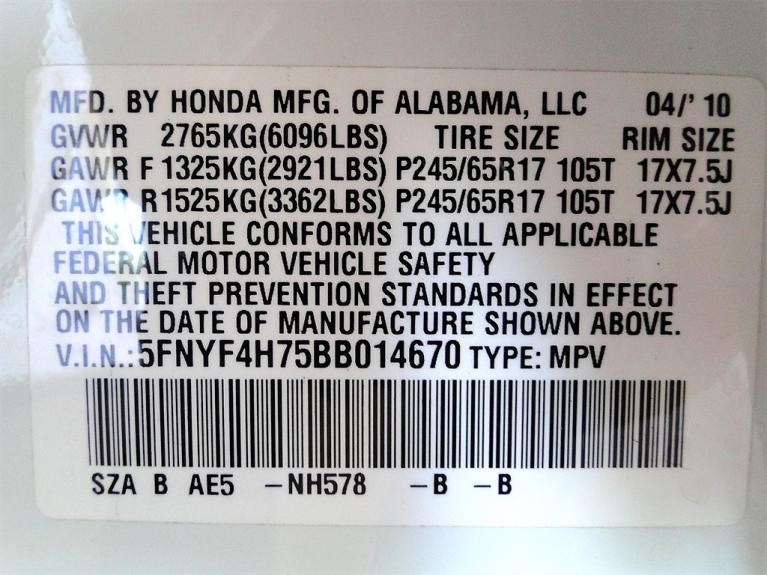 MFD. BY HONDA MFG. OF ALABAMA, LLC 04/' 10
GVWR 2765KG(6096LBS) TIRE SIZE RIM SIZE
GAWR F 1325KG(2921LBS) P245/65R17 105T 17X7.5J
GAWR R1525KG(3362LBS) P245/65R17 105T 17X7.5J
THIS VEHICLE CONFORMS TO ALL APPLICABLE
FEDERAL MOTOR VEHICLE SAFETY
AND THEFT PREVENTION STANDARDS IN EFFECT
ON THE DATE OF MANUFACTURE SHOWN ABOVE.
V.I.N.:5FNYF4H75BB014670 TYPE: MPV
SZA B AE5 -NH578 -B -B